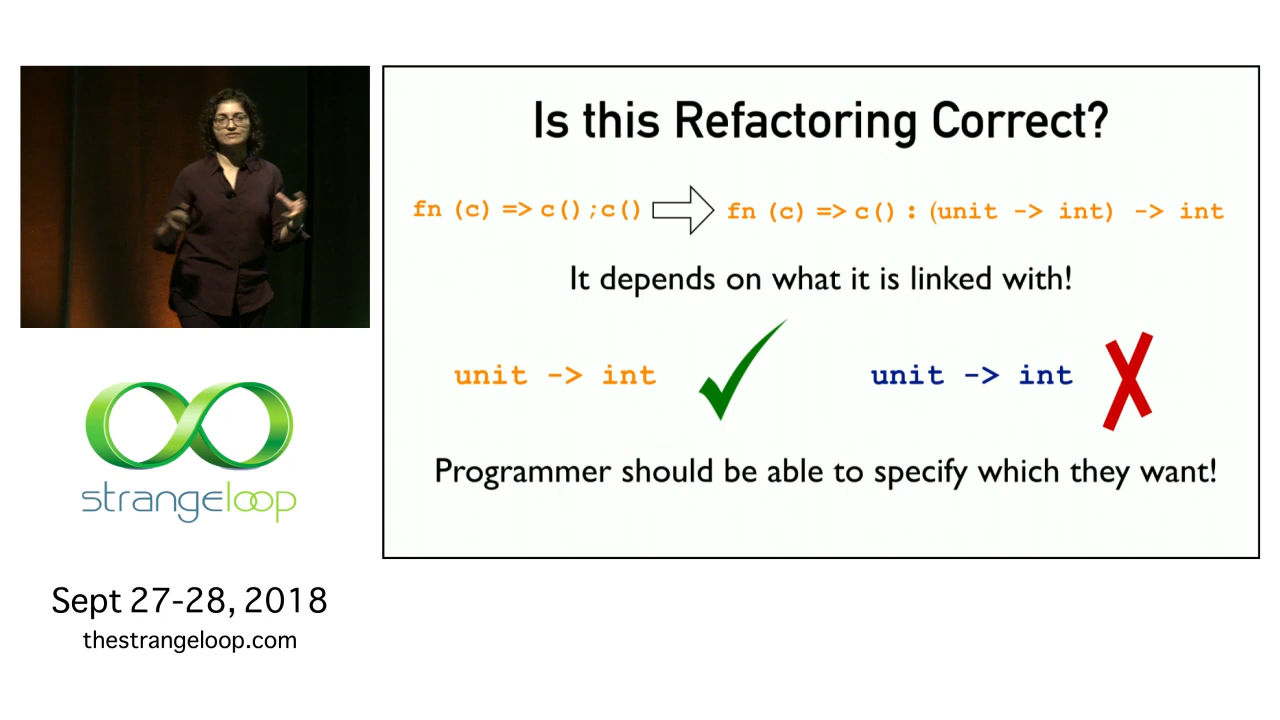 Is this Refactoring Correct?
fn (c) => c();c() fn (c) => c() : (unit -> int) -> int
It depends on what it is linked with!
unit -> int unit -> int
Programmer should be able to specify which they want!
strangeloop
Sept 27-28, 2018
thestrangeloop.com